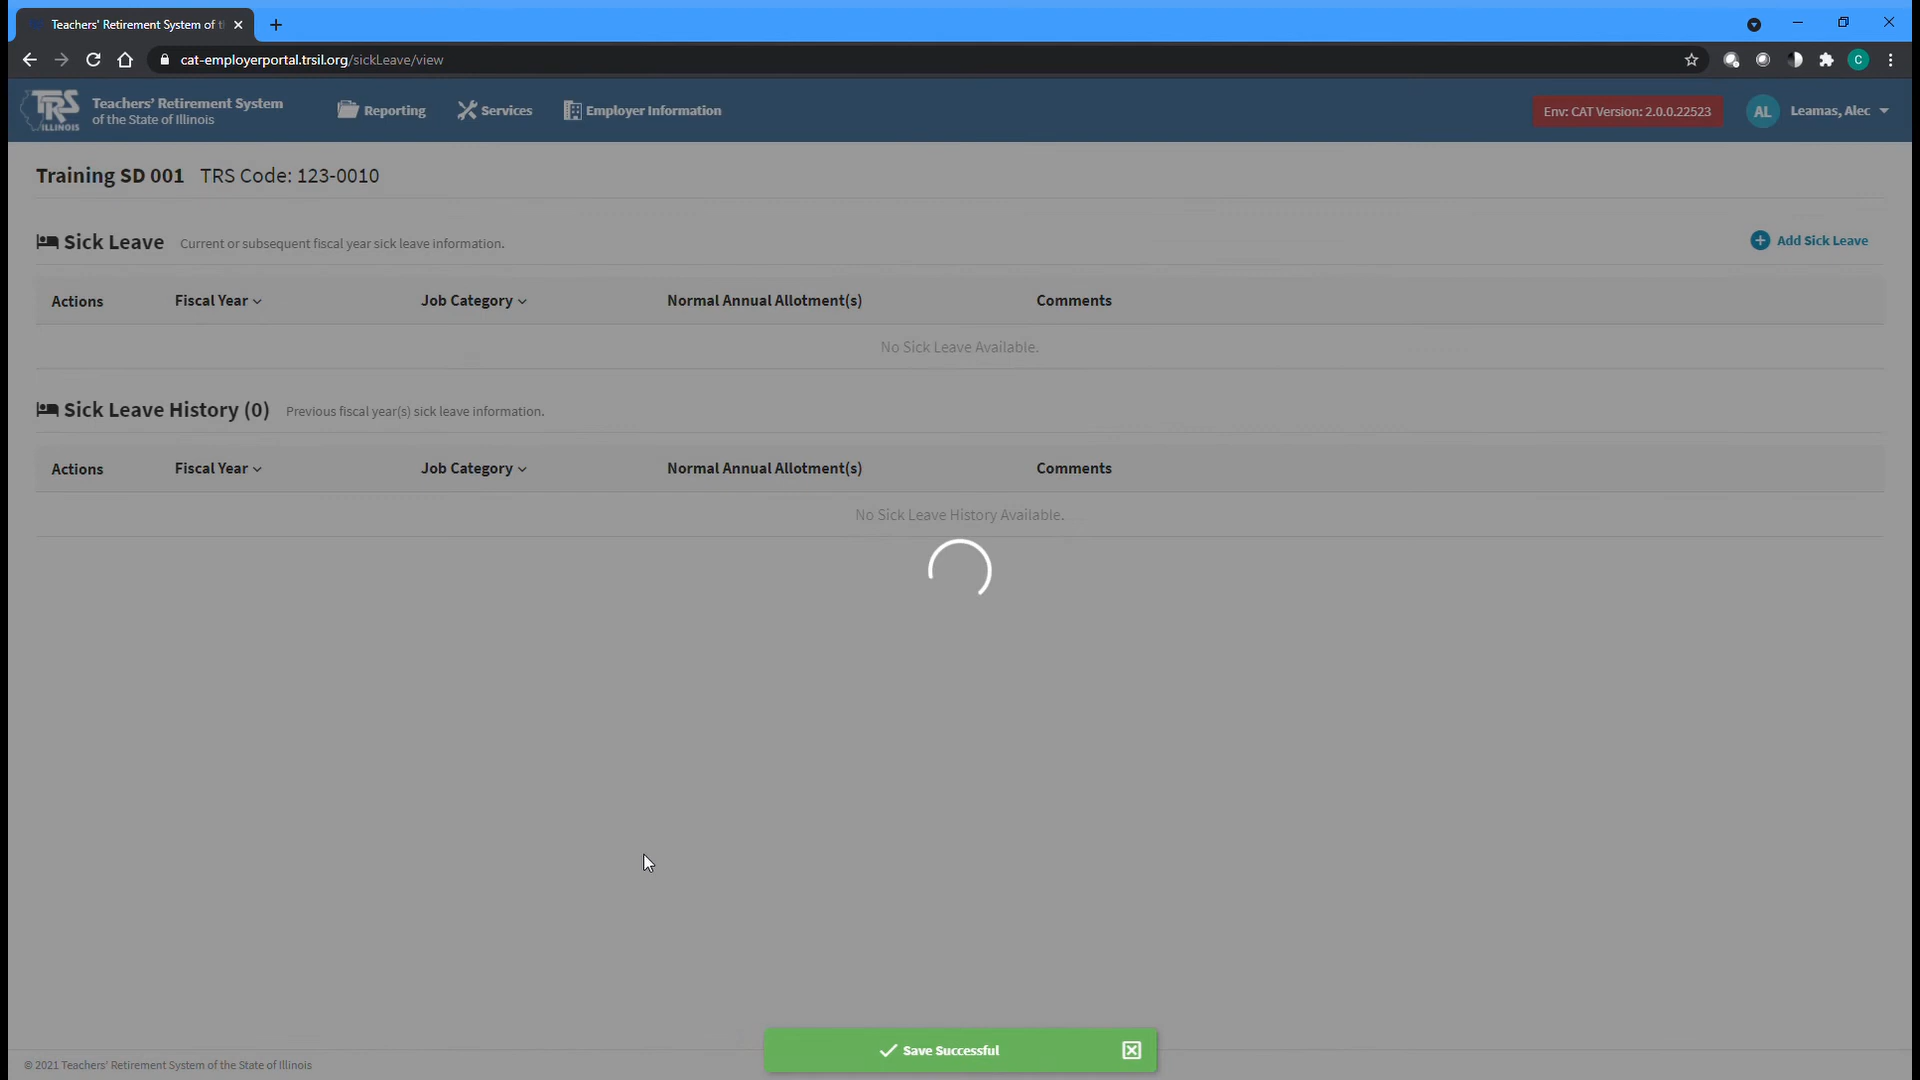 Teachers' Retirement System of t
cat-employerportal.trsil.org/sickLeave/view
C
TRS
ILLINOIS
Teachers' Retirement System
of the State of Illinois
Reporting
Services
Employer Information
Env: CAT Version: 2.0.0.22523
AL
Leamas, Alec
Training SD 001 TRS Code: 123-0010
Sick Leave Current or subsequent fiscal year sick leave information.
Add Sick Leave
Actions Fiscal Year Job Category Normal Annual Allotment(s) Comments
No Sick Leave Available.
Sick Leave History (0) Previous fiscal year(s) sick leave information.
Actions Fiscal Year Job Category Normal Annual Allotment(s) Comments
No Sick Leave History Available.
Save Successful
© 2021 Teachers' Retirement System of the State of Illinois